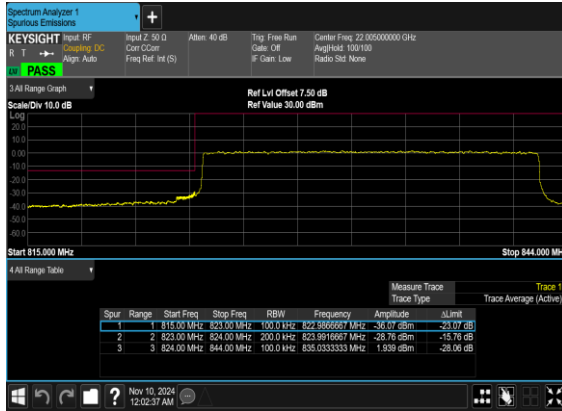 Spectrum Analyzer 1
Spurious Emissions
KEYSIGHT Input: RF Input Z: 50 Ω Atten: 40 dB Trig: Free Run Center Freq: 22.005000000 GHz
R T Coupling: DC Corr CCorr Gate: Off Avg|Hold: 100/100
Align: Auto Freq Ref: Int (S) IF Gain: Low Radio Std: None
PASS
3 All Range Graph Ref Lvl Offset 7.50 dB
Scale/Div 10.0 dB Ref Value 30.00 dBm
Log
20.0
10.0
0.00
-10.0
-20.0
-30.0
-40.0
-50.0
-60.0
Start 815.000 MHz Stop 844.000 MH
4 All Range Table
Measure Trace Trace 1
Trace Type Trace Average (Active)
Spur Range Start Freq Stop Freq RBW Frequency Amplitude ΔLimit
1 1 815.00 MHz 823.00 MHz 100.0 kHz 822.9866667 MHz -36.07 dBm -23.07 dB
2 2 823.00 MHz 824.00 MHz 200.0 kHz 823.9916667 MHz -28.76 dBm -15.76 dB
3 3 824.00 MHz 844.00 MHz 100.0 kHz 835.0333333 MHz 1.939 dBm -28.06 dB
? Nov 10, 2024
12:02:37 AM